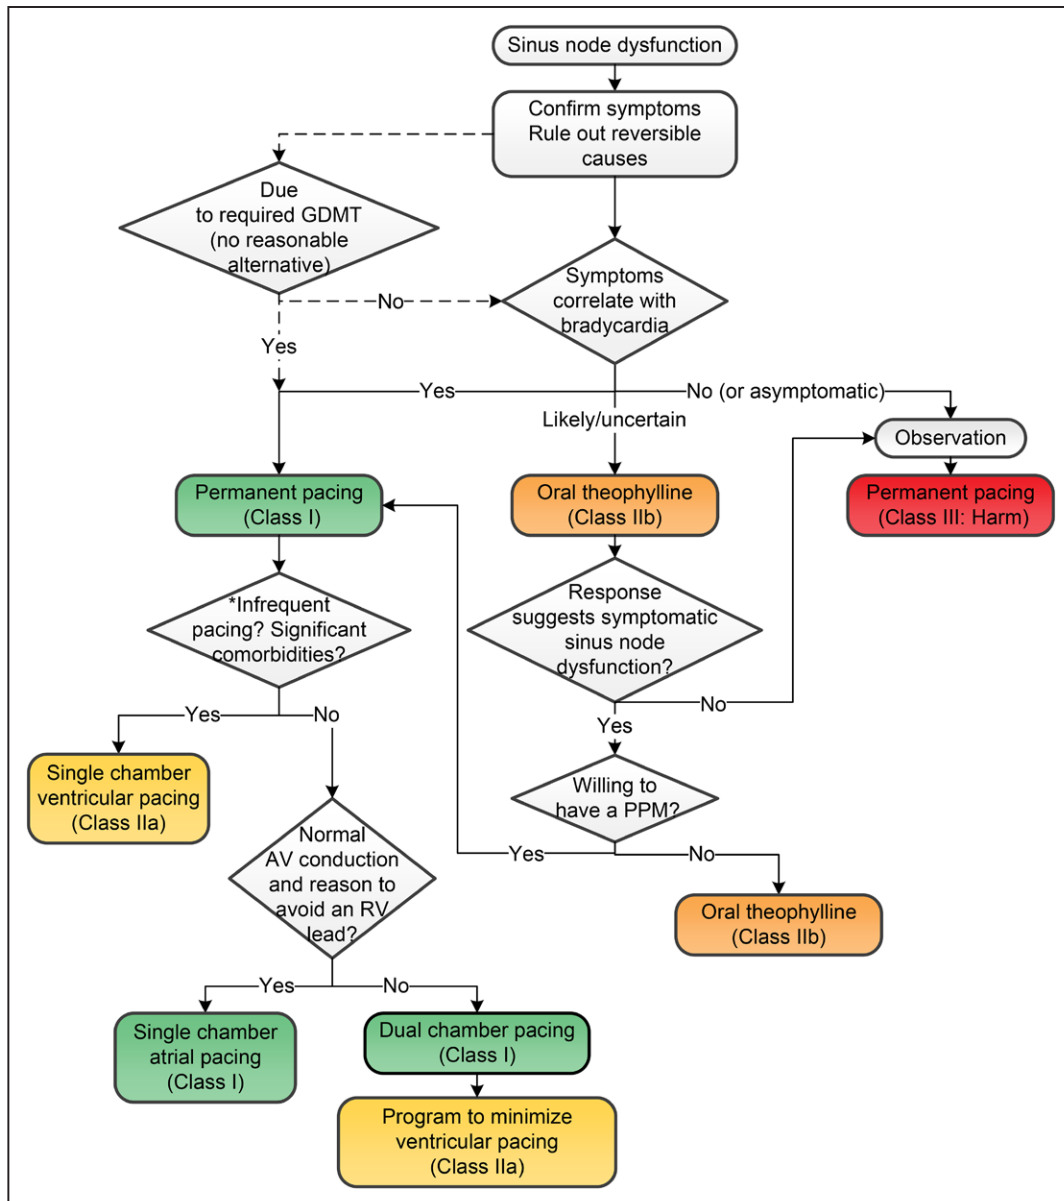 Sinus node dysfunction
Confirm symptoms
Rule out reversible
causes
Due
to required GDMT
(no reasonable
alternative)
Symptoms
correlate with
bradycardia
No
Yes
Yes
No (or asymptomatic)
Likely/uncertain
Observation
Permanent pacing
(Class I)
Oral theophylline
(Class IIb)
Permanent pacing
(Class III: Harm)
*Infrequent
pacing? Significant
comorbidities?
Response
suggests symptomatic
sinus node
dysfunction?
Yes
No
No
Yes
Single chamber
ventricular pacing
(Class IIa)
Willing to
have a PPM?
Normal
AV conduction
and reason to
avoid an RV
lead?
Yes
No
Oral theophylline
(Class IIb)
Yes
No
Single chamber
atrial pacing
(Class I)
Dual chamber pacing
(Class I)
Program to minimize
ventricular pacing
(Class IIa)